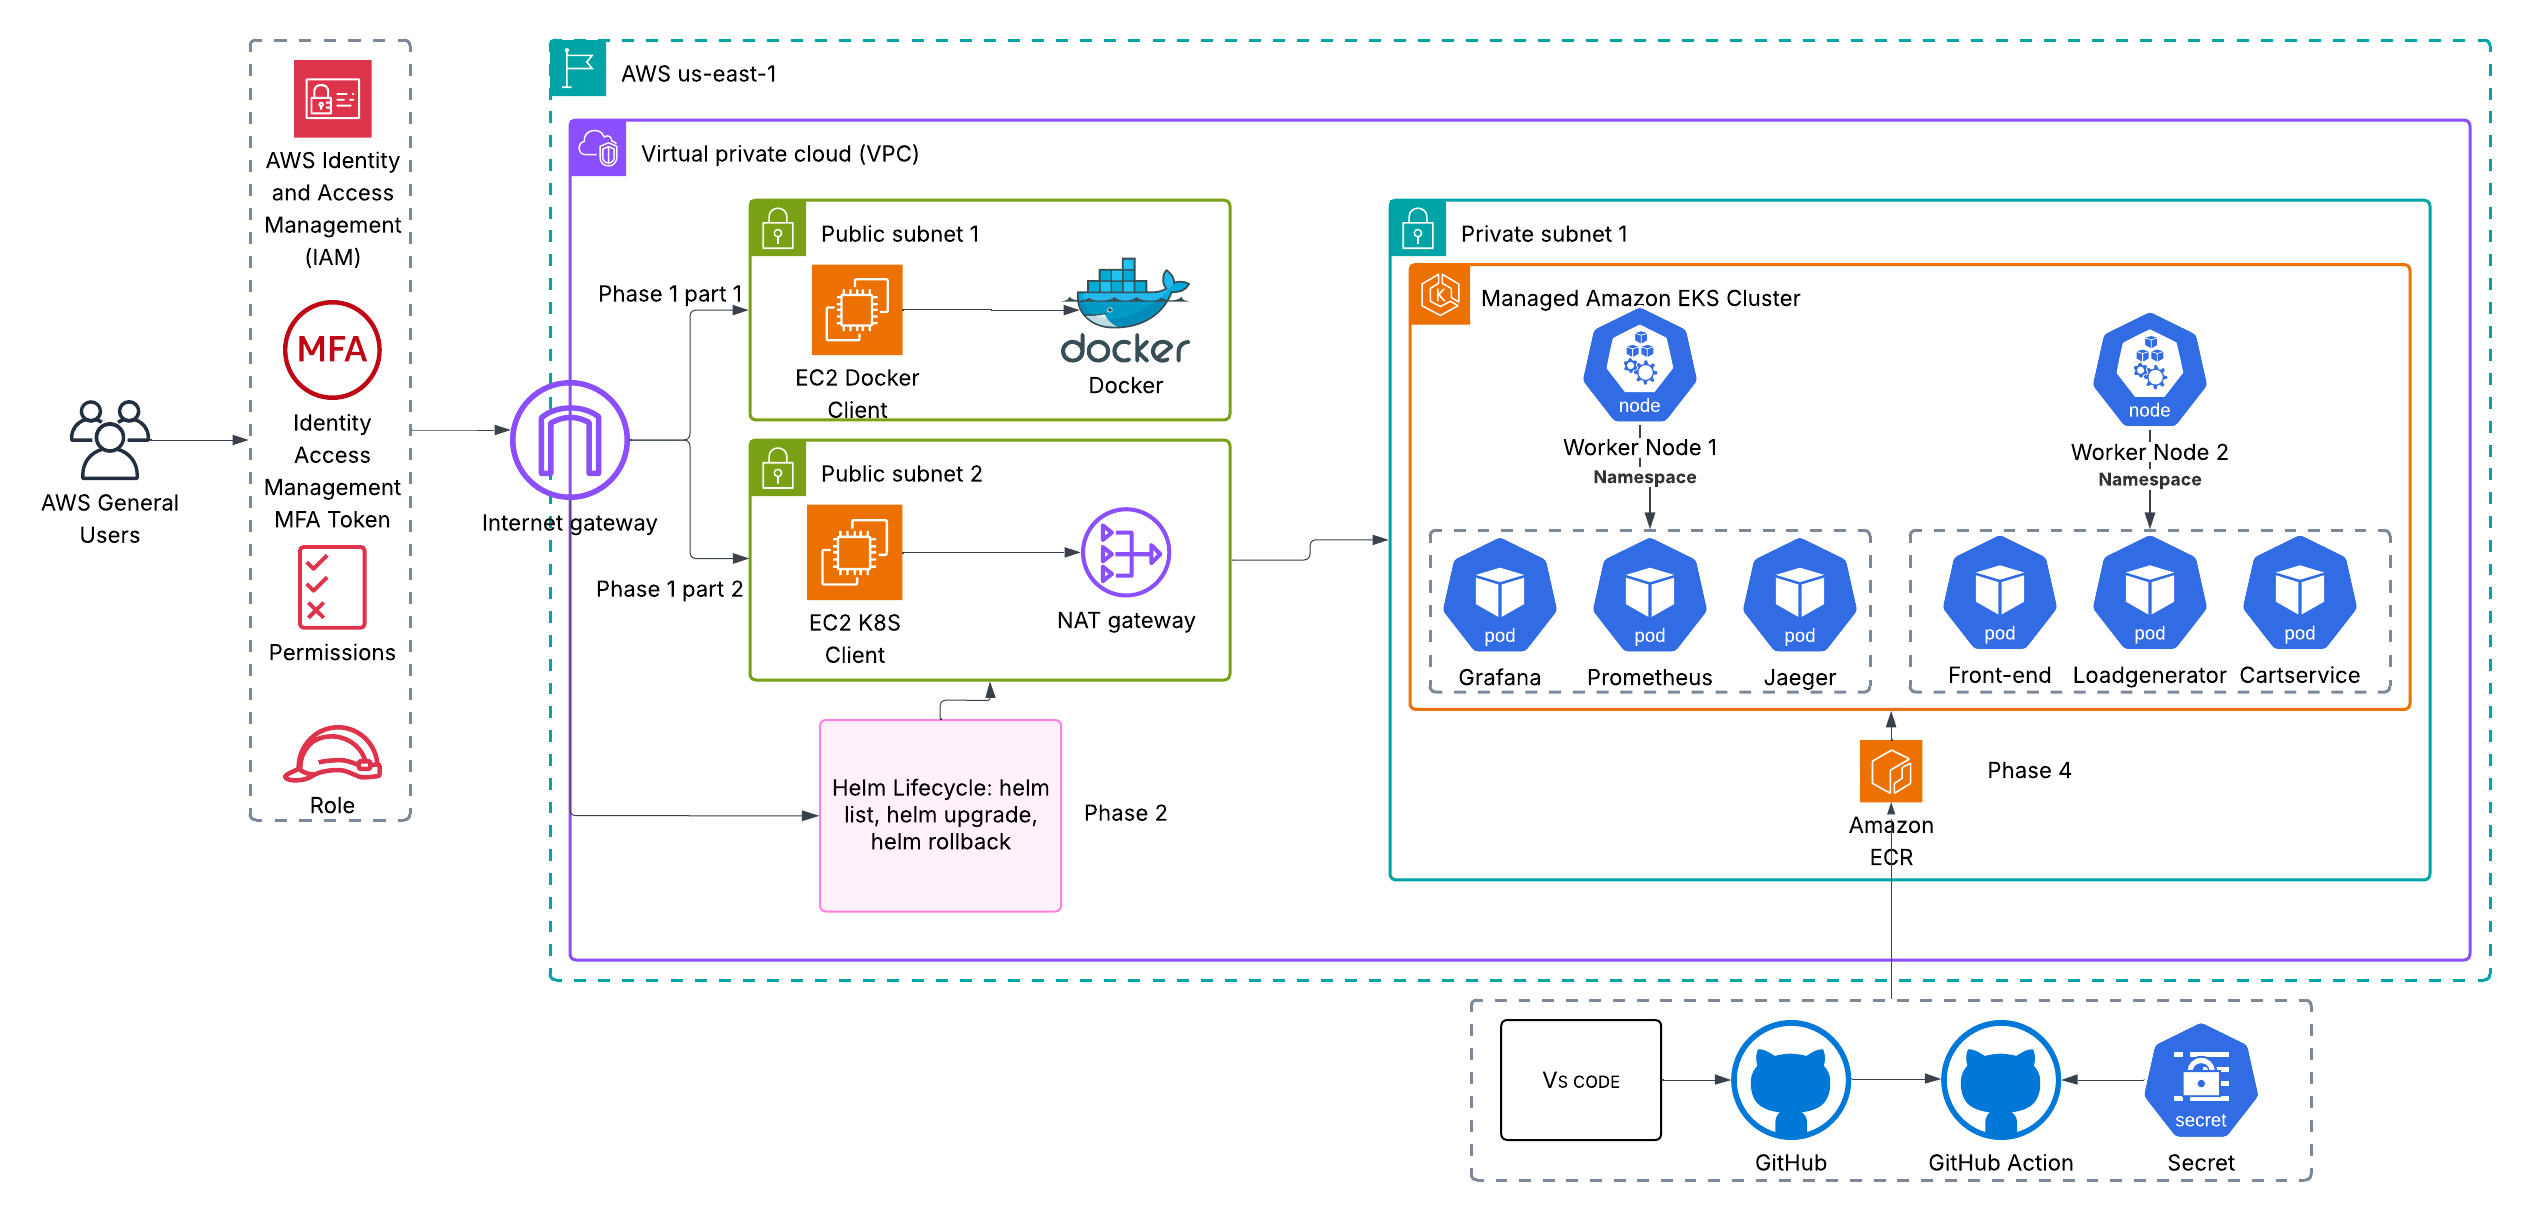 AWS Identity
and Access
Management
(IAM)
MFA
Identity
Access
Management
MFA Token
Permissions
Role
AWS General
Users
AWS us-east-1
Virtual private cloud (VPC)
Internet gateway
Phase 1 part 1
Phase 1 part 2
Public subnet 1
EC2 Docker
Client
docker
Docker
Public subnet 2
EC2 K8S
Client
NAT gateway
Helm Lifecycle: helm
list, helm upgrade,
helm rollback
Phase 2
Private subnet 1
Managed Amazon EKS Cluster
node
Worker Node 1
Namespace
node
Worker Node 2
Namespace
pod
Grafana
pod
Prometheus
pod
Jaeger
pod
Front-end
pod
Loadgenerator
pod
Cartservice
Amazon
ECR
Phase 4
Vs code
GitHub
GitHub Action
secret
Secret